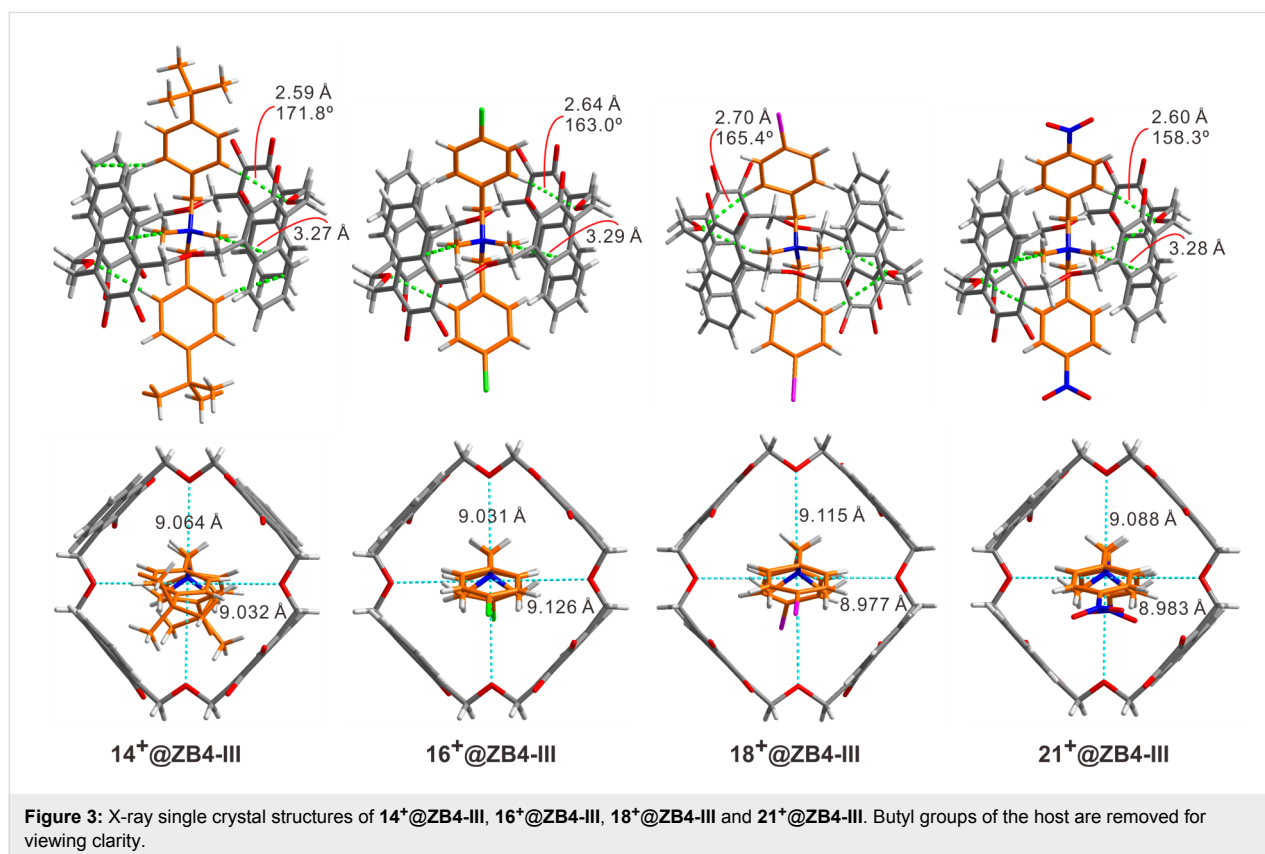 2.59 Å
171.8º
3.27 Å
2.64 Å
163.0º
3.29 Å
2.70 Å
165.4º
2.60 Å
158.3º
3.28 Å
9.064 Å
9.032 Å
9.031 Å
9.126 Å
9.115 Å
8.977 Å
9.088 Å
8.983 Å
14⁺@ZB4-III
16⁺@ZB4-III
18⁺@ZB4-III
21⁺@ZB4-III
Figure 3: X-ray single crystal structures of 14⁺@ZB4-III, 16⁺@ZB4-III, 18⁺@ZB4-III and 21⁺@ZB4-III. Butyl groups of the host are removed for
viewing clarity.